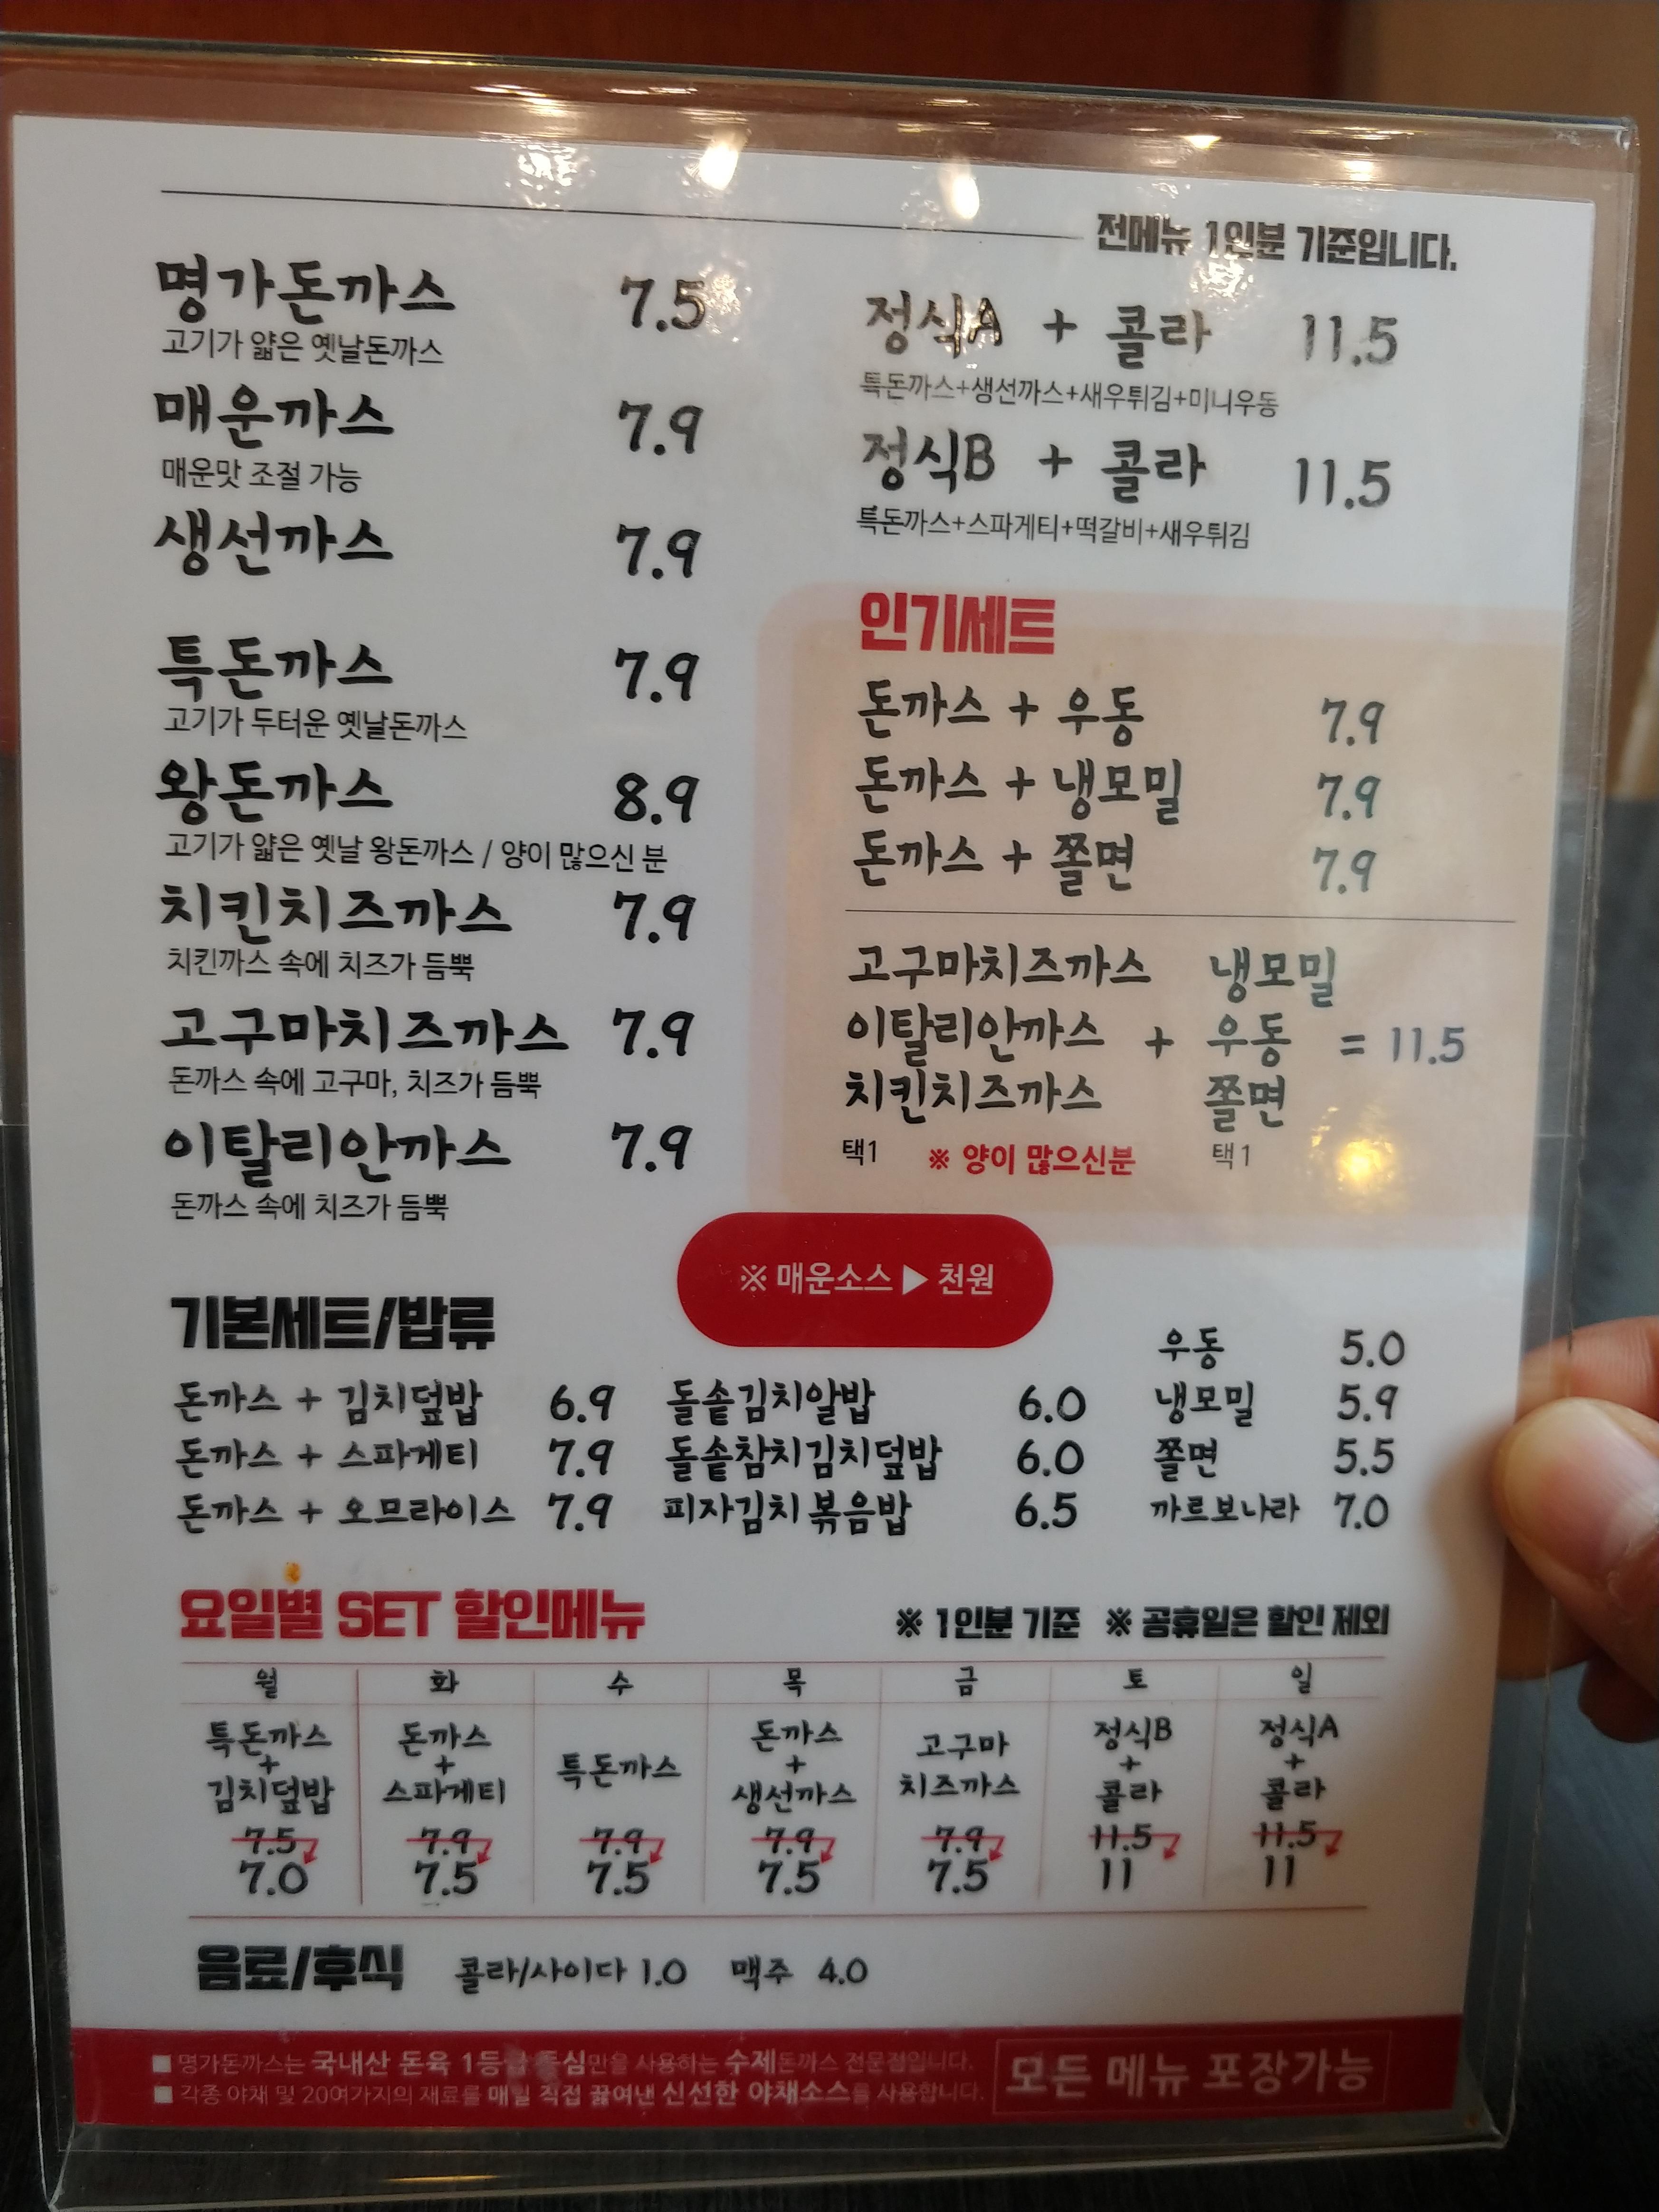 전메뉴 1인분 기준입니다.
명가돈까스 7.5
고기가 얇은 옛날돈까스
매운까스 7.9
매운맛 조절 가능
생선까스 7.9
특돈까스 7.9
고기가 두터운 옛날돈까스
왕돈까스 8.9
고기가 얇은 옛날 왕돈까스 / 양이 많으신 분
치킨치즈까스 7.9
치킨까스 속에 치즈가 듬뿍
고구마치즈까스 7.9
돈까스 속에 고구마, 치즈가 듬뿍
이탈리안까스 7.9
돈까스 속에 치즈가 듬뿍
정식A + 콜라 11.5
특돈까스+생선까스+새우튀김+미니우동
정식B + 콜라 11.5
특돈까스+스파게티+떡갈비+새우튀김
인기세트
돈까스 + 우동 7.9
돈까스 + 냉모밀 7.9
돈까스 + 쫄면 7.9
고구마치즈까스 냉모밀
이탈리안까스 + 우동 = 11.5
치킨치즈까스 쫄면
택1 ※ 양이 많으신분 택1
※ 매운소스 ▶ 천원
기본세트/밥류
돈까스 + 김치덮밥 6.9
돈까스 + 스파게티 7.9
돈까스 + 오므라이스 7.9
돌솥김치알밥 6.0
돌솥참치김치덮밥 6.0
피자김치볶음밥 6.5
우동 5.0
냉모밀 5.9
쫄면 5.5
까르보나라 7.0
요일별 SET 할인메뉴 ※ 1인분 기준 ※ 공휴일은 할인 제외
월 화 수 목 금 토 일
특돈까스 + 김치덮밥 7.5 7.0
돈까스 + 스파게티 7.9 7.5
특돈까스 7.9 7.5
돈까스 + 생선까스 7.9 7.5
고구마 치즈까스 7.9 7.5
정식B + 콜라 11.5 11
정식A + 콜라 11.5 11
음료/후식 콜라/사이다 1.0 맥주 4.0
■ 명가돈까스는 국내산 돈육 1등급 등심만을 사용하는 수제돈까스 전문점입니다.
■ 각종 야채 및 20여가지의 재료를 매일 직접 끓여낸 신선한 야채소스를 사용합니다.
모든 메뉴 포장가능